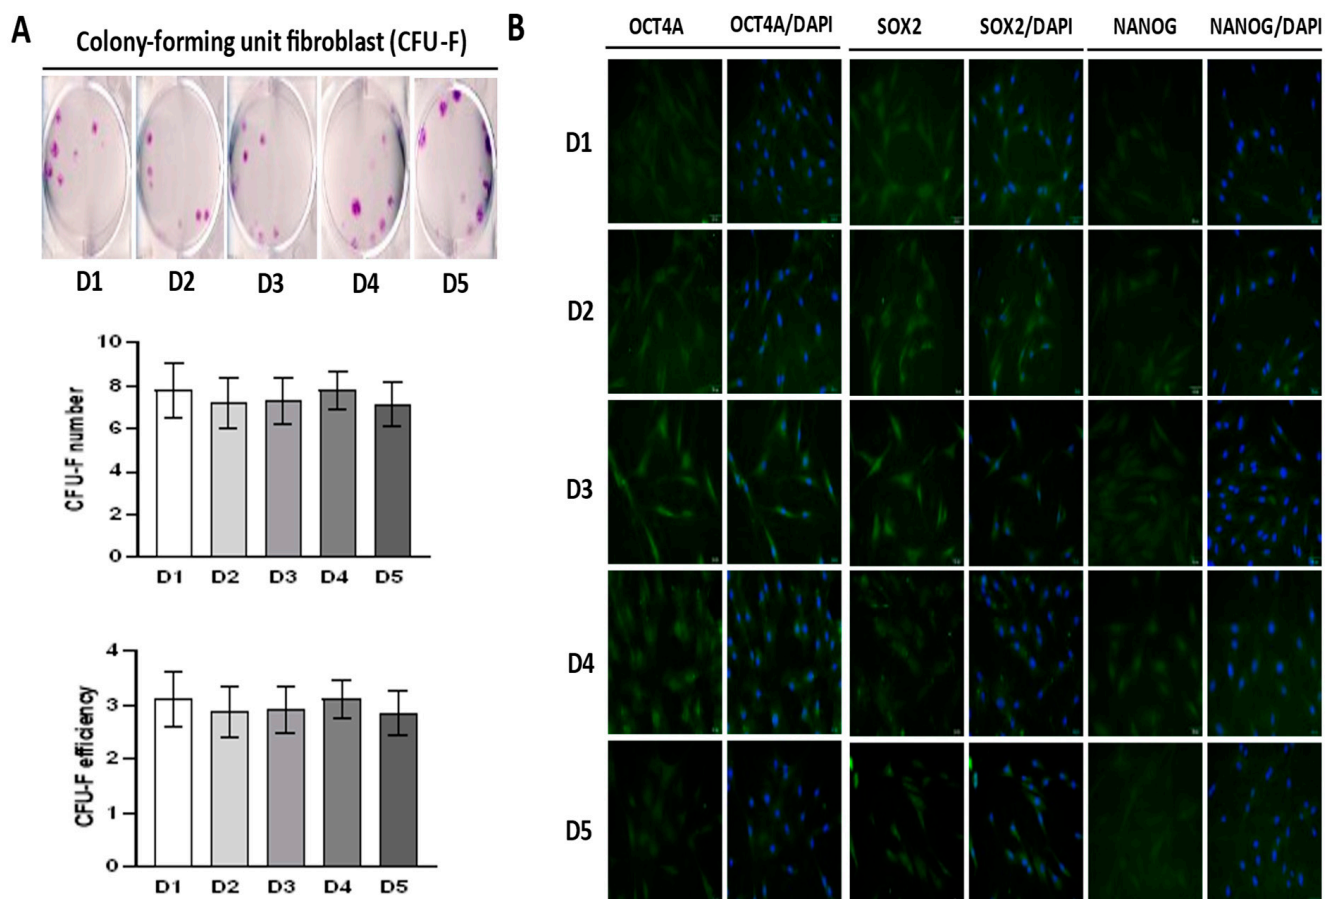 A
Colony-forming unit fibroblast (CFU-F)
D1 D2 D3 D4 D5
CFU-F number
10
8
6
4
2
0
D1 D2 D3 D4 D5
CFU-F efficiency
4
3
2
1
0
D1 D2 D3 D4 D5
B
OCT4A OCT4A/DAPI SOX2 SOX2/DAPI NANOG NANOG/DAPI
D1
D2
D3
D4
D5